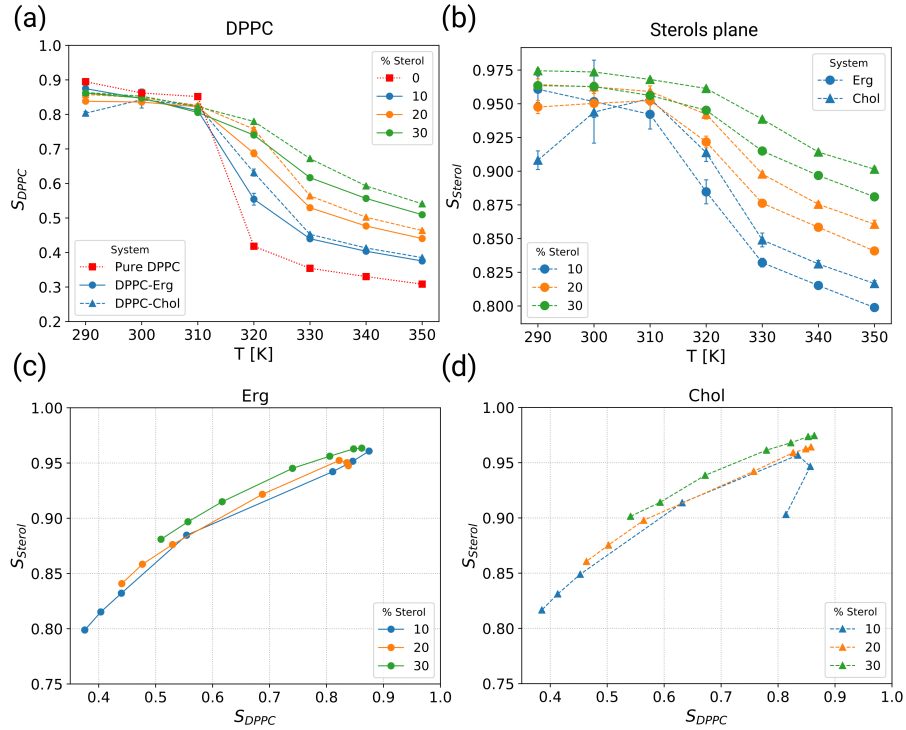 (a)
DPPC
S_DPPC
1.0
0.9
0.8
0.7
0.6
0.5
0.4
0.3
0.2
290 300 310 320 330 340 350
T [K]
% Sterol
0
10
20
30
System
Pure DPPC
DPPC-Erg
DPPC-Chol
(b)
Sterols plane
S_Sterol
0.975
0.950
0.925
0.900
0.875
0.850
0.825
0.800
290 300 310 320 330 340 350
T [K]
System
Erg
Chol
% Sterol
10
20
30
(c)
Erg
S_Sterol
1.00
0.95
0.90
0.85
0.80
0.75
0.4 0.5 0.6 0.7 0.8 0.9 1.0
S_DPPC
% Sterol
10
20
30
(d)
Chol
S_Sterol
1.00
0.95
0.90
0.85
0.80
0.75
0.4 0.5 0.6 0.7 0.8 0.9 1.0
S_DPPC
% Sterol
10
20
30